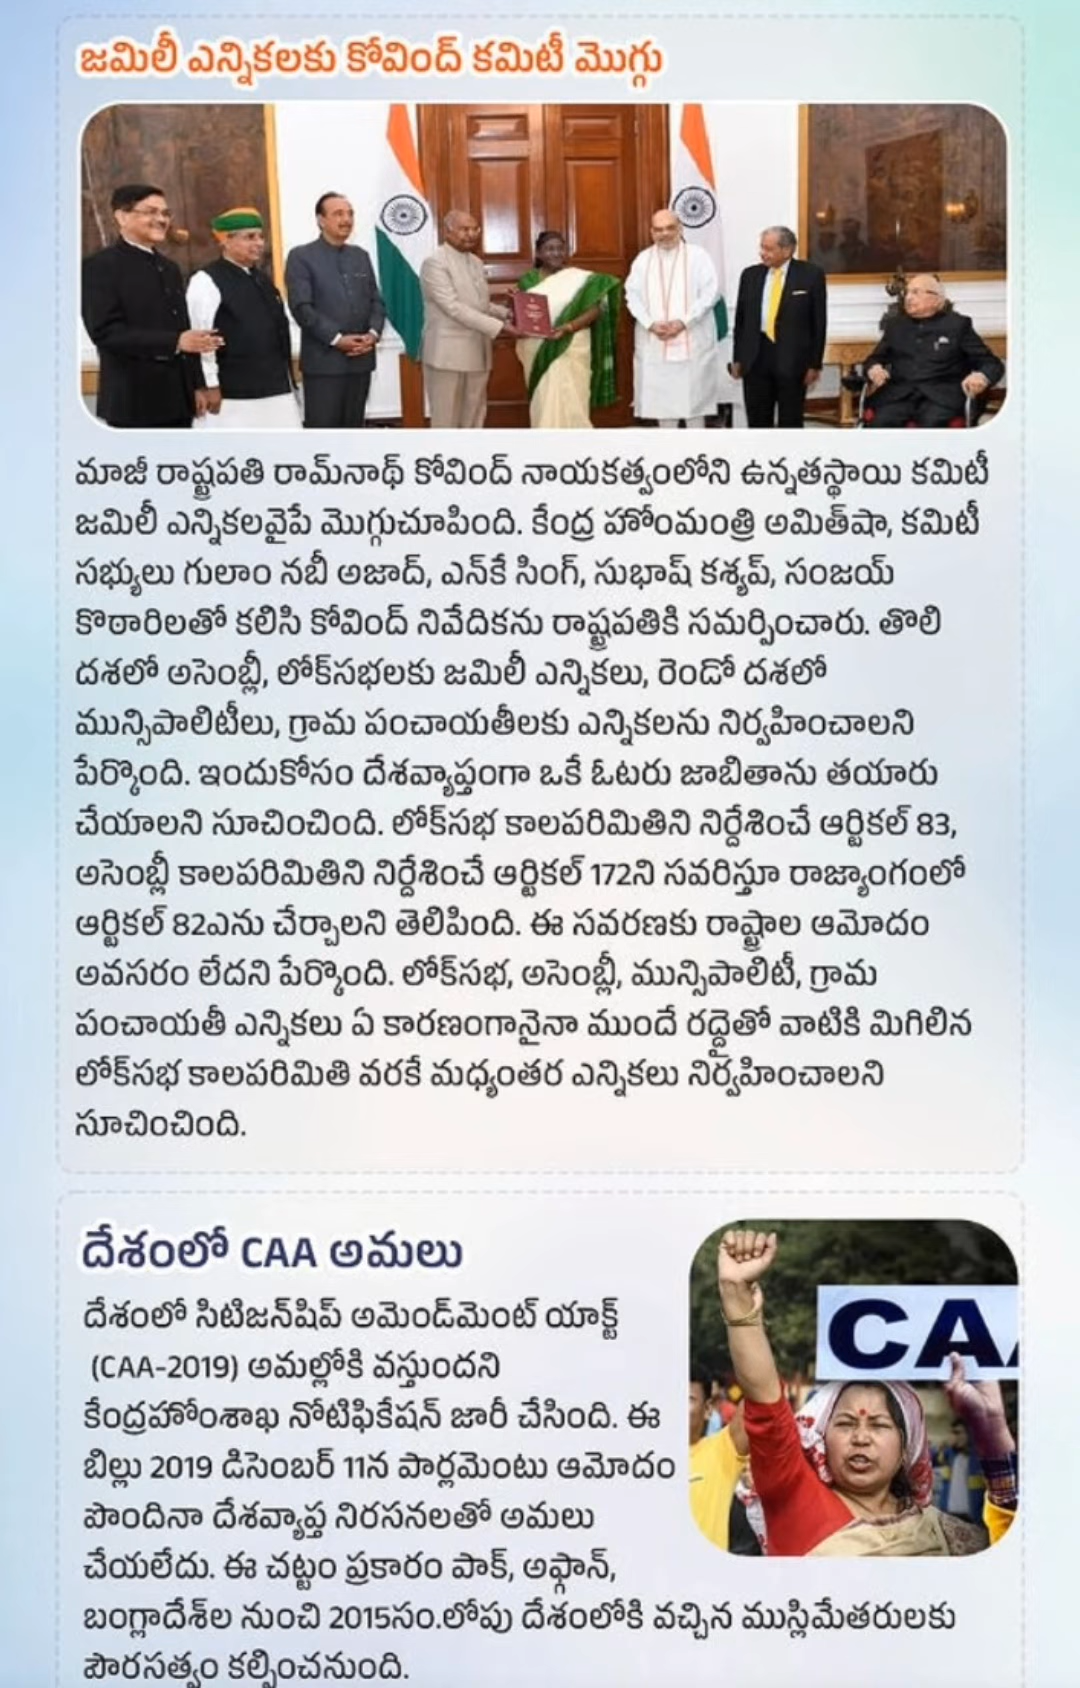 జమిలీ ఎన్నికలకు కోవింద్ కమిటీ మొగ్గు
మాజీ రాష్ట్రపతి రామ్‌నాథ్ కోవింద్ నాయకత్వంలోని ఉన్నతస్థాయి కమిటీ
జమిలీ ఎన్నికలవైపే మొగ్గుచూపింది. కేంద్ర హోంమంత్రి అమిత్‌షా, కమిటీ
సభ్యులు గులాం నబీ అజాద్, ఎన్‌కే సింగ్, సుభాష్ కశ్యప్, సంజయ్
కొఠారిలతో కలిసి కోవింద్ నివేదికను రాష్ట్రపతికి సమర్పించారు. తొలి
దశలో అసెంబ్లీ, లోక్‌సభలకు జమిలీ ఎన్నికలు, రెండో దశలో
మున్సిపాలిటీలు, గ్రామ పంచాయతీలకు ఎన్నికలను నిర్వహించాలని
పేర్కొంది. ఇందుకోసం దేశవ్యాప్తంగా ఒకే ఓటరు జాబితాను తయారు
చేయాలని సూచించింది. లోక్‌సభ కాలపరిమితిని నిర్దేశించే ఆర్టికల్ 83,
అసెంబ్లీ కాలపరిమితిని నిర్దేశించే ఆర్టికల్ 172ని సవరిస్తూ రాజ్యాంగంలో
ఆర్టికల్ 82ఎను చేర్చాలని తెలిపింది. ఈ సవరణకు రాష్ట్రాల ఆమోదం
అవసరం లేదని పేర్కొంది. లోక్‌సభ, అసెంబ్లీ, మున్సిపాలిటీ, గ్రామ
పంచాయతీ ఎన్నికలు ఏ కారణంగానైనా ముందే రద్దైతే వాటికి మిగిలిన
లోక్‌సభ కాలపరిమితి వరకే మధ్యంతర ఎన్నికలు నిర్వహించాలని
సూచించింది.
దేశంలో CAA అమలు
CAA
దేశంలో సిటిజన్‌షిప్ అమెండ్‌మెంట్ యాక్ట్
(CAA-2019) అమల్లోకి వస్తుందని
కేంద్రహోంశాఖ నోటిఫికేషన్ జారీ చేసింది. ఈ
బిల్లు 2019 డిసెంబర్ 11న పార్లమెంటు ఆమోదం
పొందినా దేశవ్యాప్త నిరసనలతో అమలు
చేయలేదు. ఈ చట్టం ప్రకారం పాక్, అఫ్గాన్,
బంగ్లాదేశ్‌ల నుంచి 2015సం.లోపు దేశంలోకి వచ్చిన ముస్లిమేతరులకు
పౌరసత్వం కల్పించనుంది.